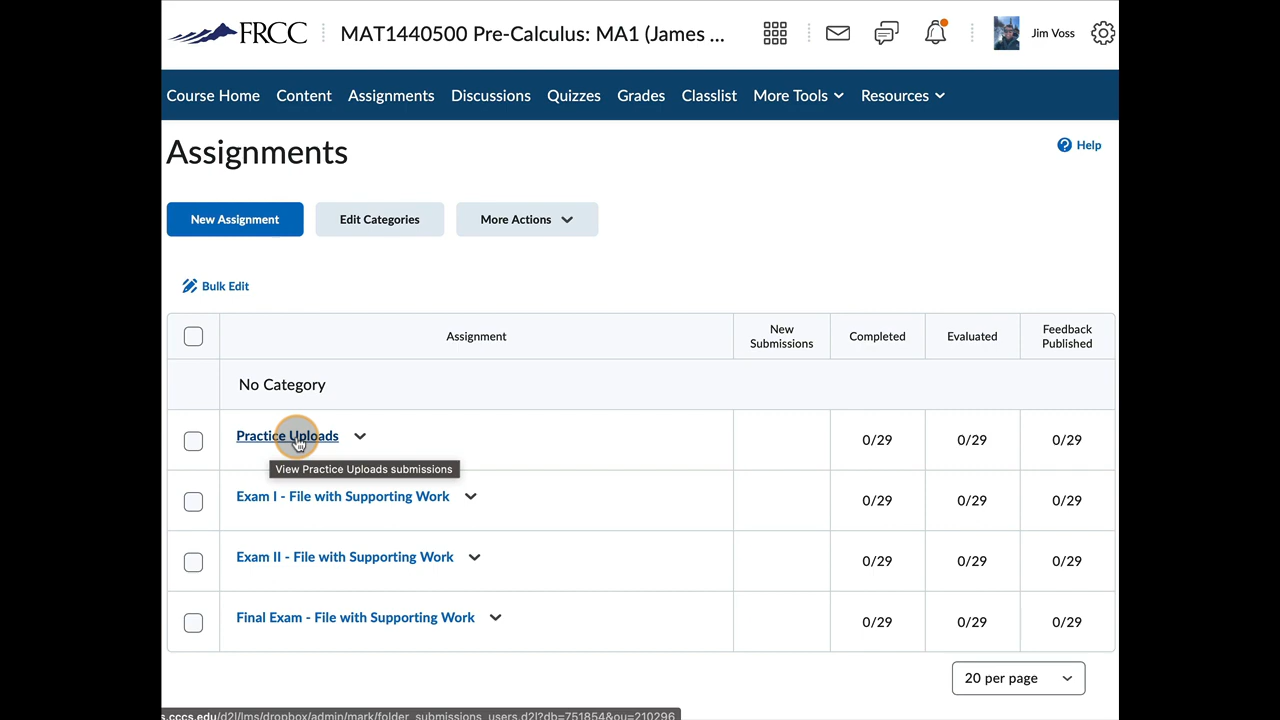 FRCC
MAT1440500 Pre-Calculus: MA1 (James ...
Jim Voss
Course Home Content Assignments Discussions Quizzes Grades Classlist More Tools Resources
Assignments
Help
New Assignment Edit Categories More Actions
Bulk Edit
Assignment New Submissions Completed Evaluated Feedback Published
No Category
Practice Uploads 0/29 0/29 0/29
View Practice Uploads submissions
Exam I - File with Supporting Work 0/29 0/29 0/29
Exam II - File with Supporting Work 0/29 0/29 0/29
Final Exam - File with Supporting Work 0/29 0/29 0/29
20 per page
s.cccs.edu/d2l/lms/dropbox/admin/mark/folder_submissions_users.d2l?db=751854&ou=210296